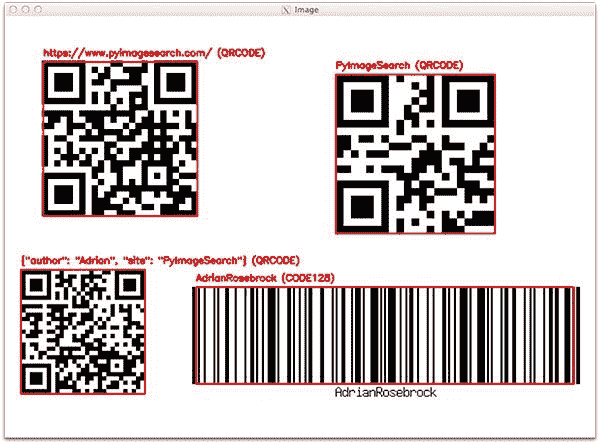 Image
https://www.pyimagesearch.com/ (QRCODE)
PyImageSearch (QRCODE)
{"author": "Adrian", "site": "PyImageSearch"} (QRCODE)
AdrianRosebrock (CODE128)
AdrianRosebrock